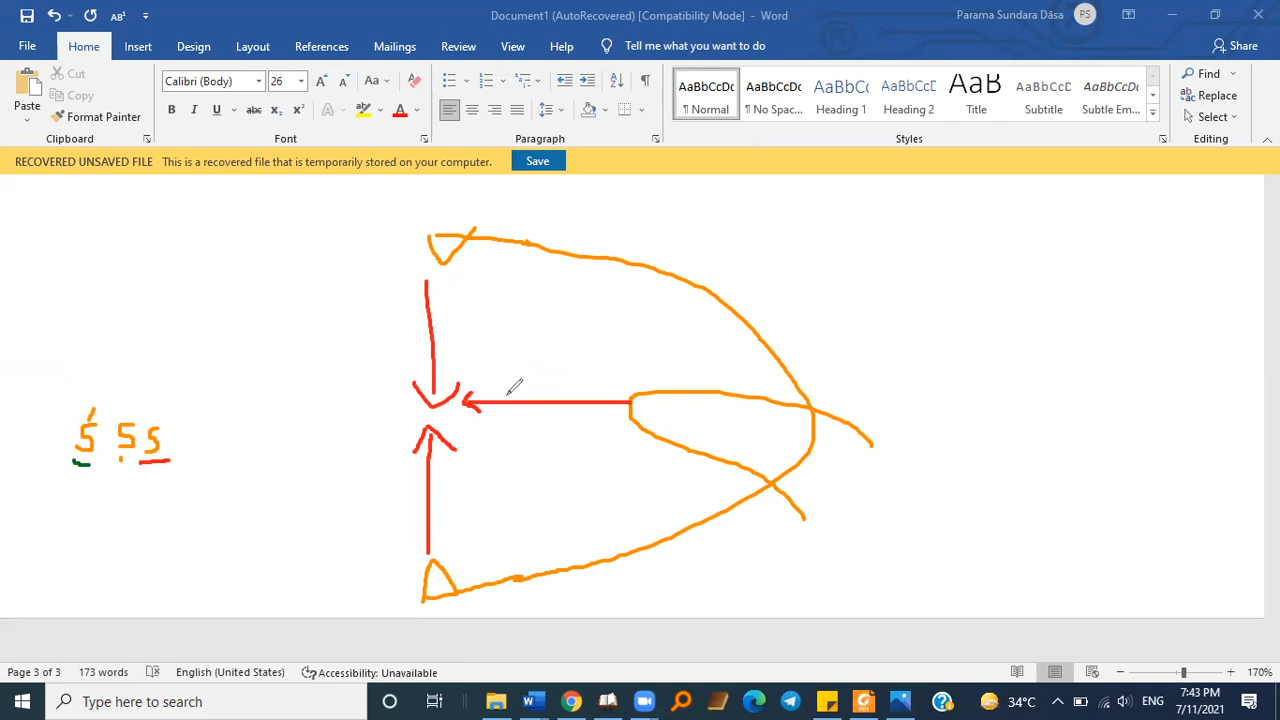 Document1 (AutoRecovered) [Compatibility Mode] - Word
Parama Sundara Dāsa PS
File Home Insert Design Layout References Mailings Review View Help Tell me what you want to do Share
Paste Cut Copy Format Painter
Calibri (Body) 26
AaBbCcDc AaBbCcDc AaBbCc AaBbCcD AaB AaBbCcD AaBbCcDc
¶ Normal ¶ No Spac... Heading 1 Heading 2 Title Subtitle Subtle Em...
Find Replace Select
Clipboard Font Paragraph Styles Editing
RECOVERED UNSAVED FILE This is a recovered file that is temporarily stored on your computer. Save
ś ṣ s
Page 3 of 3 173 words English (United States) Accessibility: Unavailable 170%
Type here to search 34°C ENG 7:43 PM
7/11/2021